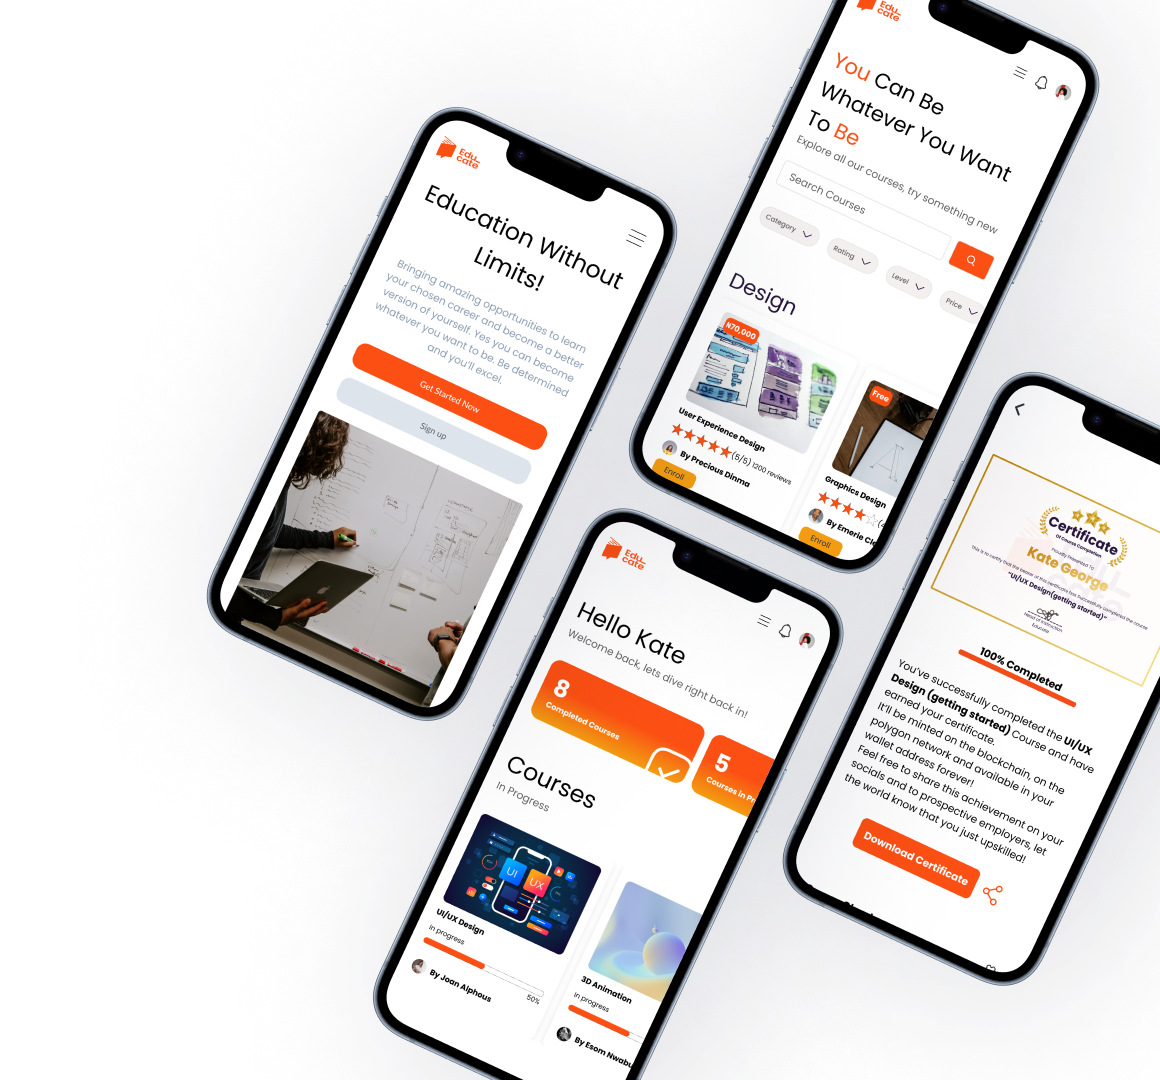 Edu_
cate
Education Without
Limits!
Bringing amazing opportunities to learn
your chosen career and become a better
version of yourself. Yes you can become
whatever you want to be. Be determined
and you'll excel.
Get Started Now
Sign up
Edu_
cate
You Can Be
Whatever You Want
To Be
Explore all our courses, try something new
Search Courses
Category
Rating
Level
Price
Design
₦70,000
User Experience Design
(5/5) 1200 reviews
By Precious Dinma
Enroll
Free
Graphics Design
By Emerie
Enroll
Edu_
cate
Hello Kate
Welcome back, lets dive right back in!
8
Completed Courses
5
Courses in
Courses
In Progress
UI
UX
UI/UX Design
In progress
50%
By Joan Alphous
3D Animation
In progress
By Esom
Certificate
Of Course Completion
Proudly Presented To
Kate George
This is to certify that the bearer of this certificate has successfully completed the course
"UI/UX Design(getting started)"
Head of Instruction
Educate
100% Completed
You've successfully completed the UI/UX
Design (getting started) Course and have
earned your certificate.
It'll be minted on the blockchain, on the
polygon network and available in your
wallet address forever!
Feel free to share this achievement on your
socials and to prospective employers, let
the world know that you just upskilled!
Download Certificate